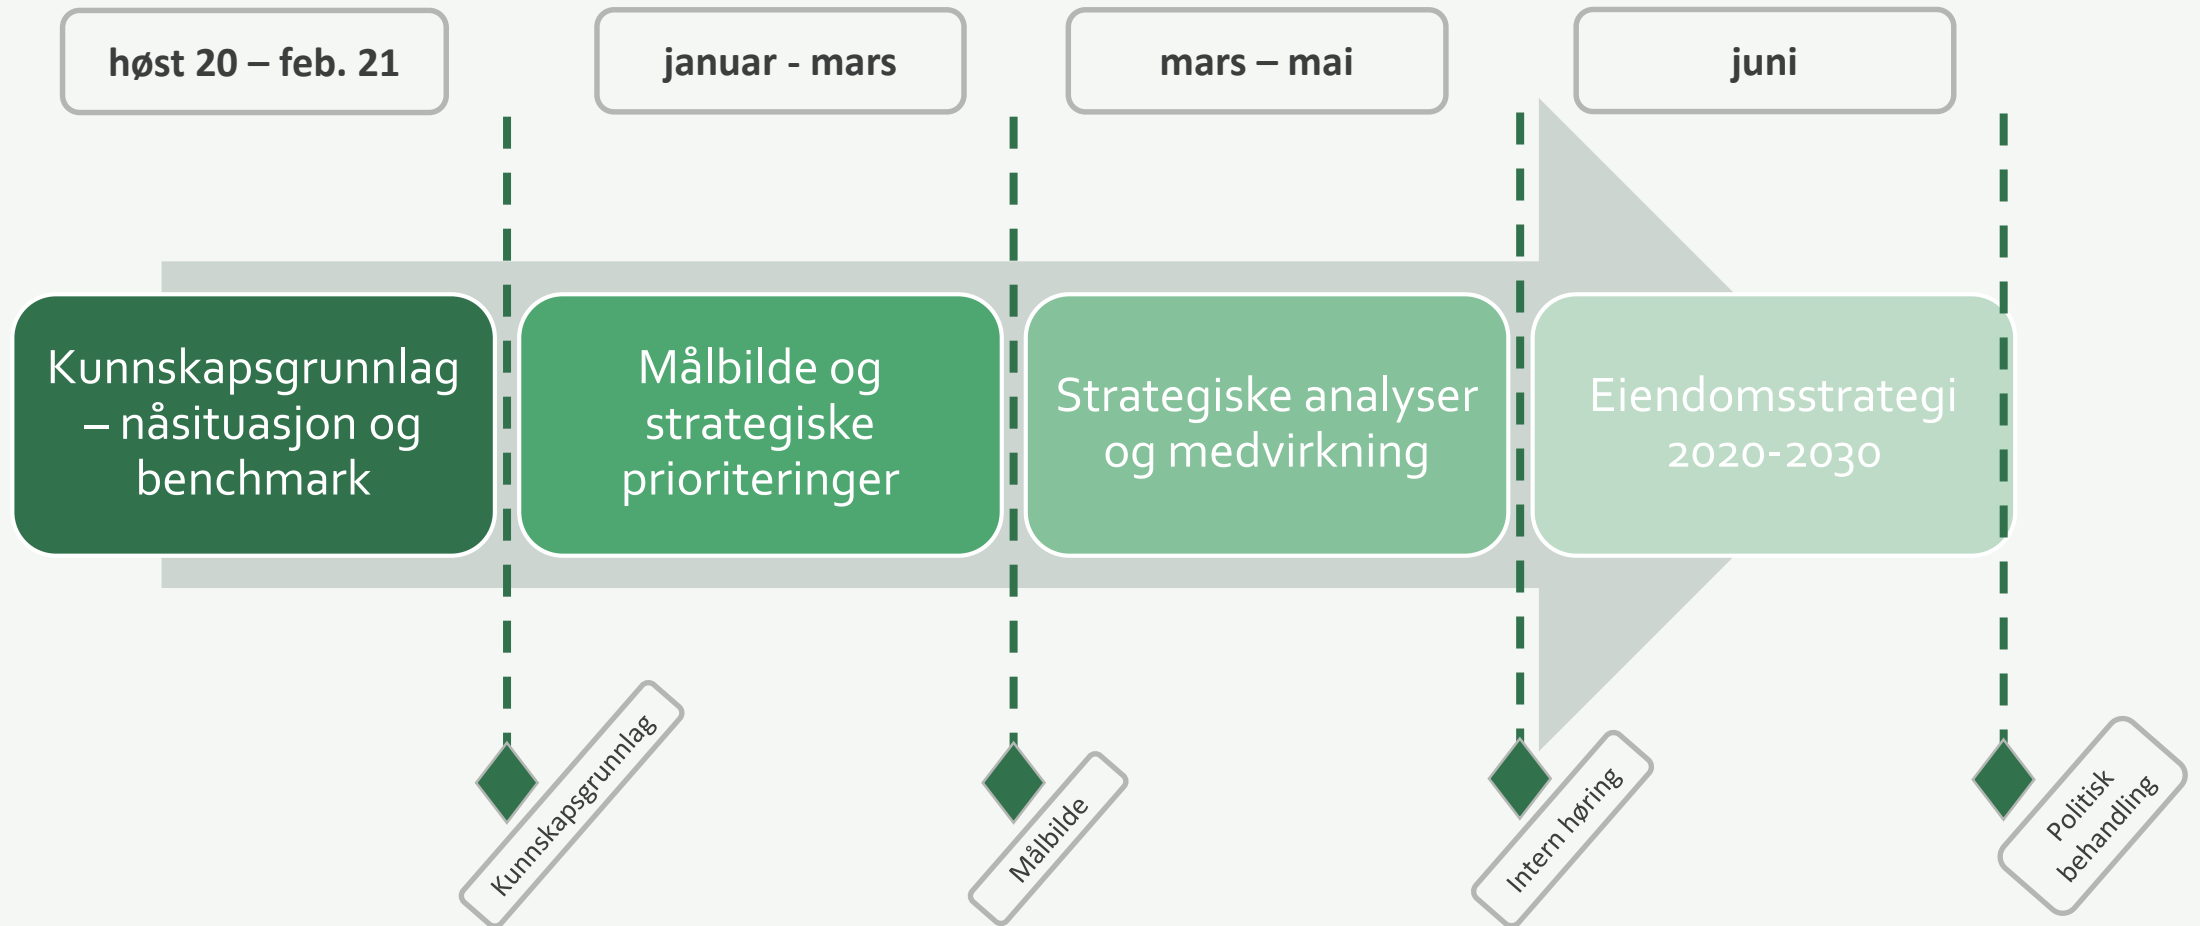 høst 20 – feb. 21
januar - mars
mars – mai
juni
Kunnskapsgrunnlag
– nåsituasjon og
benchmark
Målbilde og
strategiske
prioriteringer
Strategiske analyser
og medvirkning
Eiendomsstrategi
2020-2030
Kunnskapsgrunnlag
Målbilde
Intern høring
Politisk
behandling